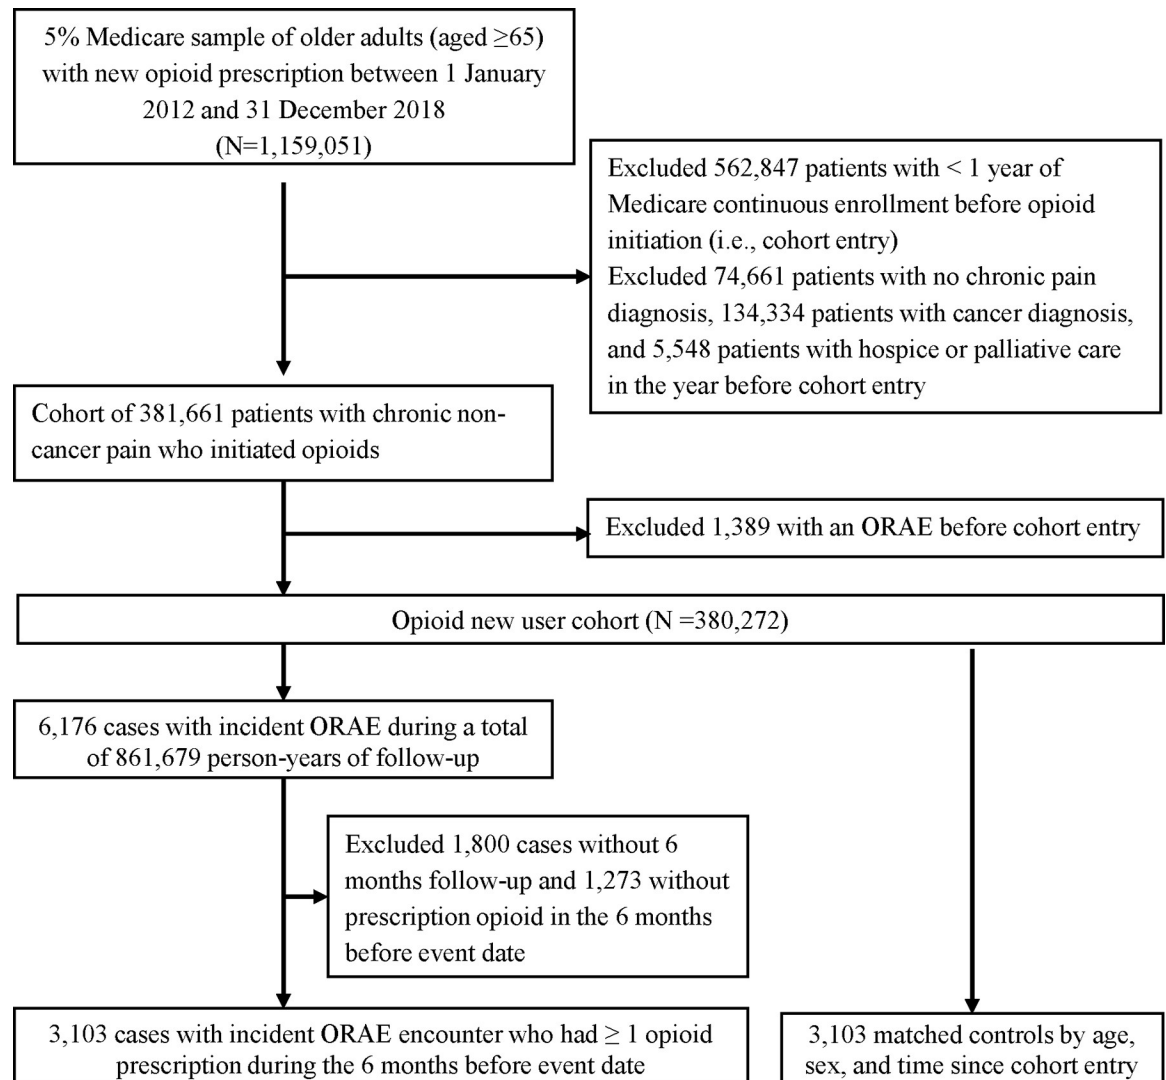 5% Medicare sample of older adults (aged ≥65)
with new opioid prescription between 1 January
2012 and 31 December 2018
(N=1,159,051)
Excluded 562,847 patients with < 1 year of
Medicare continuous enrollment before opioid
initiation (i.e., cohort entry)
Excluded 74,661 patients with no chronic pain
diagnosis, 134,334 patients with cancer diagnosis,
and 5,548 patients with hospice or palliative care
in the year before cohort entry
Cohort of 381,661 patients with chronic non-
cancer pain who initiated opioids
Excluded 1,389 with an ORAE before cohort entry
Opioid new user cohort (N =380,272)
6,176 cases with incident ORAE during a total
of 861,679 person-years of follow-up
Excluded 1,800 cases without 6
months follow-up and 1,273 without
prescription opioid in the 6 months
before event date
3,103 cases with incident ORAE encounter who had ≥ 1 opioid
prescription during the 6 months before event date
3,103 matched controls by age,
sex, and time since cohort entry